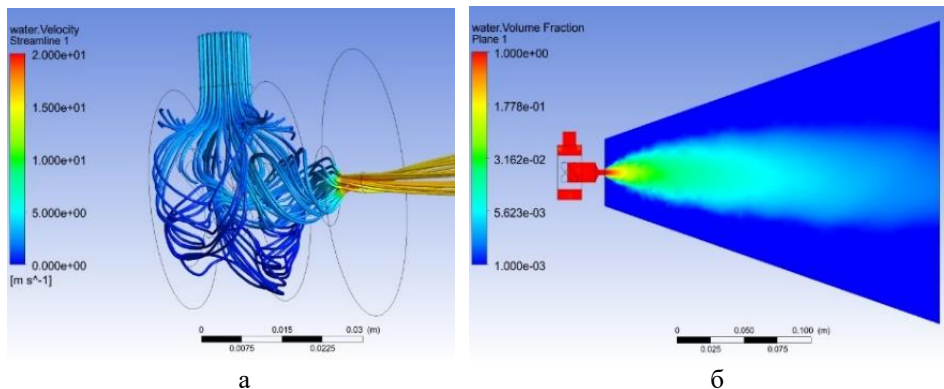 water.Velocity
Streamline 1
2.000e+01
1.500e+01
1.000e+01
5.000e+00
0.000e+00
[m s^-1]
0 0.015 0.03 (m)
0.0075 0.0225
а
water.Volume Fraction
Plane 1
1.000e+00
1.778e-01
3.162e-02
5.623e-03
1.000e-03
0 0.050 0.100 (m)
0.025 0.075
б